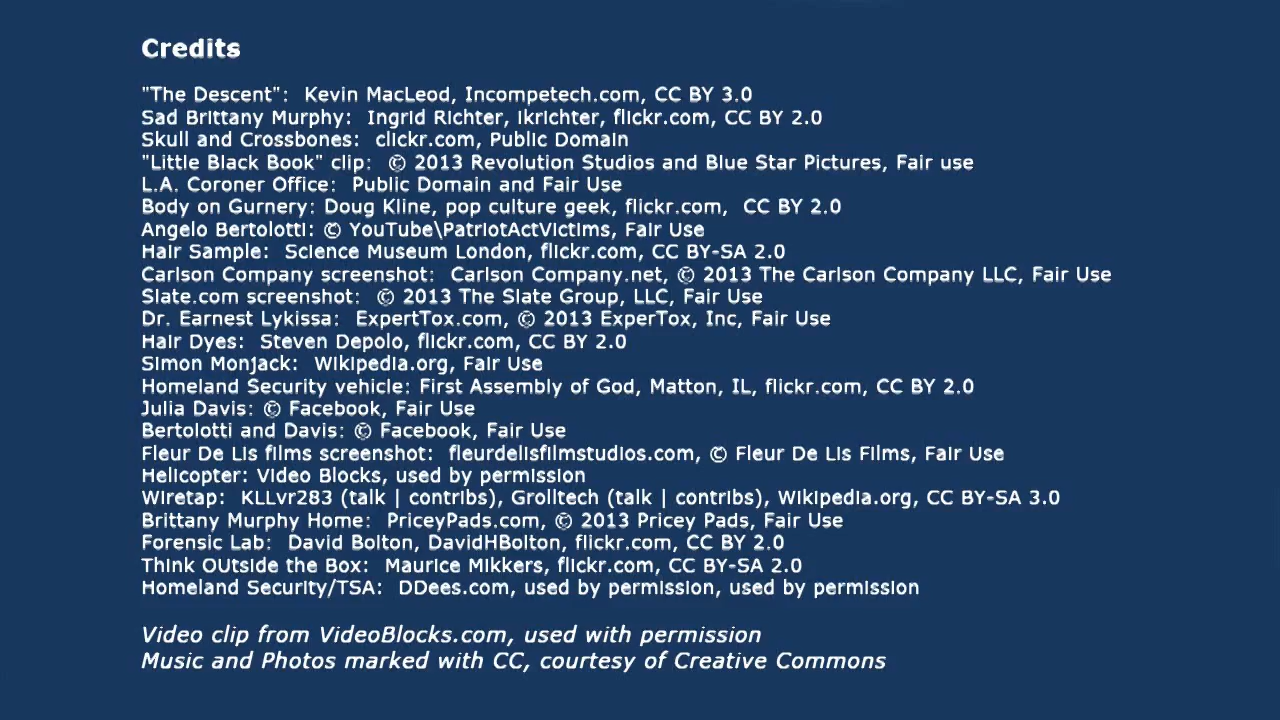 Credits
"The Descent":  Kevin MacLeod, Incompetech.com, CC BY 3.0
Sad Brittany Murphy:  Ingrid Richter, ikrichter, flickr.com, CC BY 2.0
Skull and Crossbones:  clickr.com, Public Domain
"Little Black Book" clip:  © 2013 Revolution Studios and Blue Star Pictures, Fair use
L.A. Coroner Office:  Public Domain and Fair Use
Body on Gurnery: Doug Kline, pop culture geek, flickr.com,  CC BY 2.0
Angelo Bertolotti: © YouTube\PatriotActVictims, Fair Use
Hair Sample:  Science Museum London, flickr.com, CC BY-SA 2.0
Carlson Company screenshot:  Carlson Company.net, © 2013 The Carlson Company LLC, Fair Use
Slate.com screenshot:  © 2013 The Slate Group, LLC, Fair Use
Dr. Earnest Lykissa:  ExpertTox.com, © 2013 ExperTox, Inc, Fair Use
Hair Dyes:  Steven Depolo, flickr.com, CC BY 2.0
Simon Monjack:  Wikipedia.org, Fair Use
Homeland Security vehicle: First Assembly of God, Matton, IL, flickr.com, CC BY 2.0
Julia Davis: © Facebook, Fair Use
Bertolotti and Davis: © Facebook, Fair Use
Fleur De Lis films screenshot:  fleurdelisfilmstudios.com, © Fleur De Lis Films, Fair Use
Helicopter: Video Blocks, used by permission
Wiretap:  KLLvr283 (talk | contribs), Grolltech (talk | contribs), Wikipedia.org, CC BY-SA 3.0
Brittany Murphy Home:  PriceyPads.com, © 2013 Pricey Pads, Fair Use
Forensic Lab:  David Bolton, DavidHBolton, flickr.com, CC BY 2.0
Think OUtside the Box:  Maurice Mikkers, flickr.com, CC BY-SA 2.0
Homeland Security/TSA:  DDees.com, used by permission, used by permission
Video clip from VideoBlocks.com, used with permission
Music and Photos marked with CC, courtesy of Creative Commons